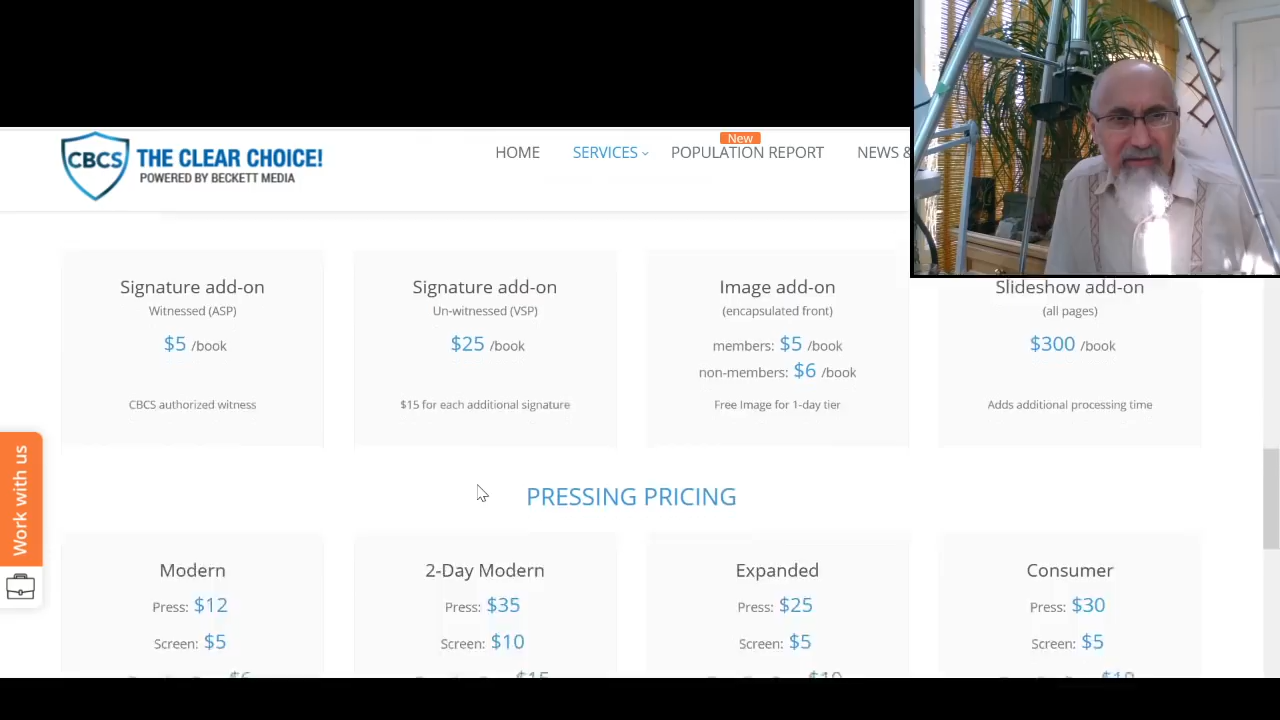 CBCS
THE CLEAR CHOICE!
POWERED BY BECKETT MEDIA
HOME
SERVICES
New
POPULATION REPORT
NEWS &
Signature add-on
Witnessed (ASP)
$5 /book
CBCS authorized witness
Signature add-on
Un-witnessed (VSP)
$25 /book
$15 for each additional signature
Image add-on
(encapsulated front)
members: $5 /book
non-members: $6 /book
Free Image for 1-day tier
Slideshow add-on
(all pages)
$300 /book
Adds additional processing time
Work with us
PRESSING PRICING
Modern
Press: $12
Screen: $5
2-Day Modern
Press: $35
Screen: $10
Expanded
Press: $25
Screen: $5
Consumer
Press: $30
Screen: $5